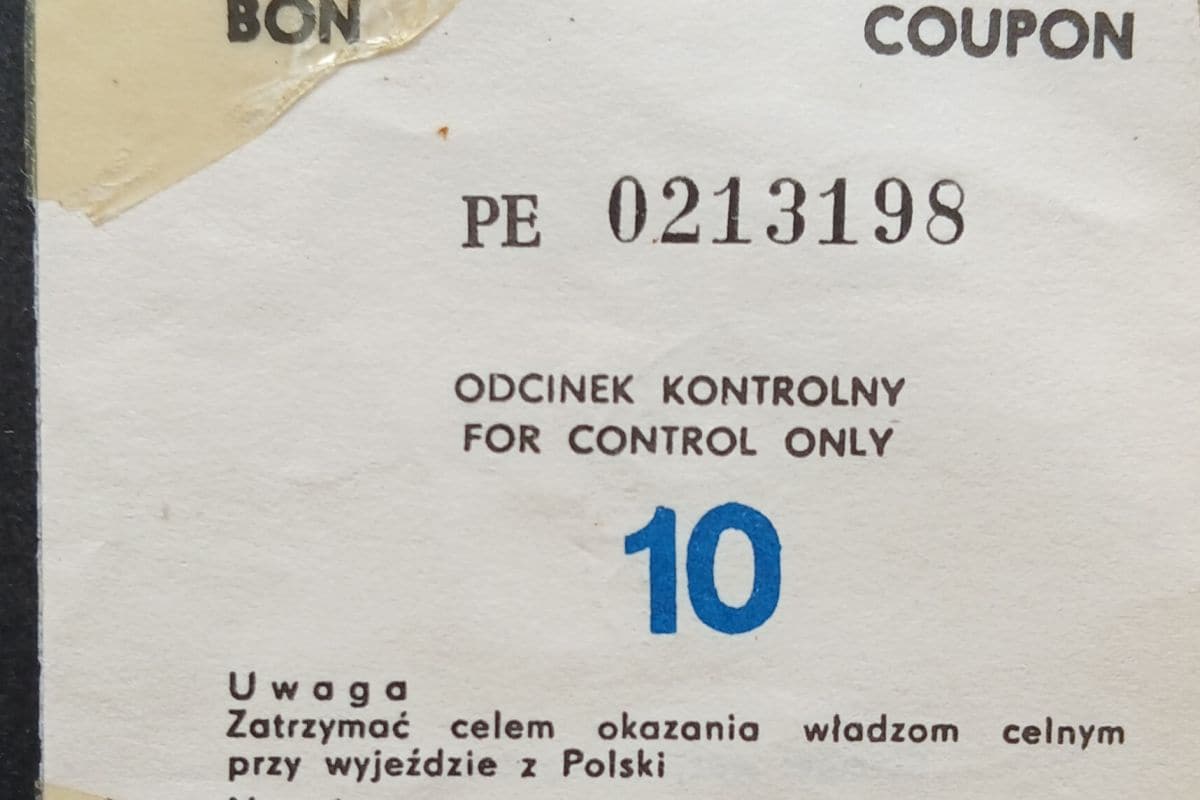 BON COUPON
PE 0213198
ODCINEK KONTROLNY
FOR CONTROL ONLY
10
Uwaga
Zatrzymać celem okazania władzom celnym
przy wyjeździe z Polski